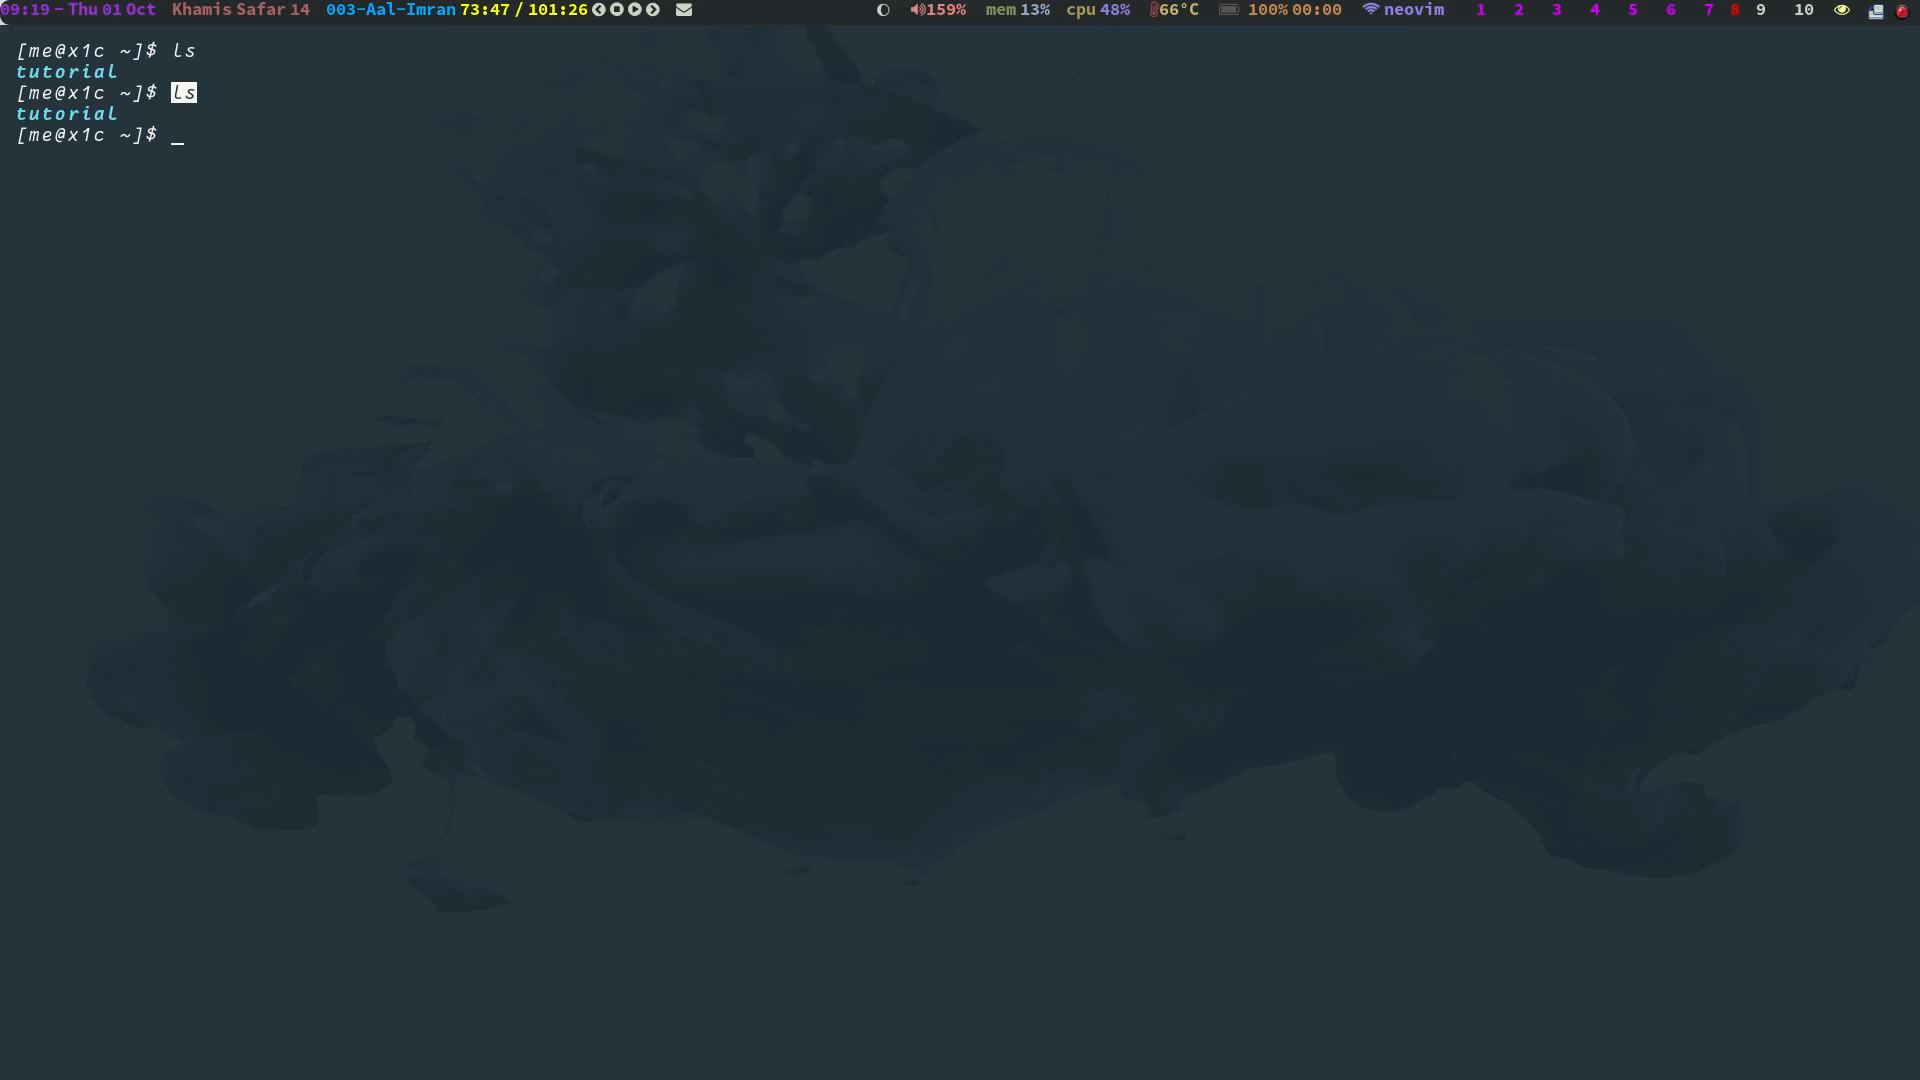 09:19 - Thu 01 Oct Khamis Safar 14 003-Aal-Imran 73:47 / 101:26 159% mem 13% cpu 48% 66°C 100% 00:00 neovim 1 2 3 4 5 6 7 8 9 10
[me@x1c ~]$ ls
tutorial
[me@x1c ~]$ ls
tutorial
[me@x1c ~]$ _